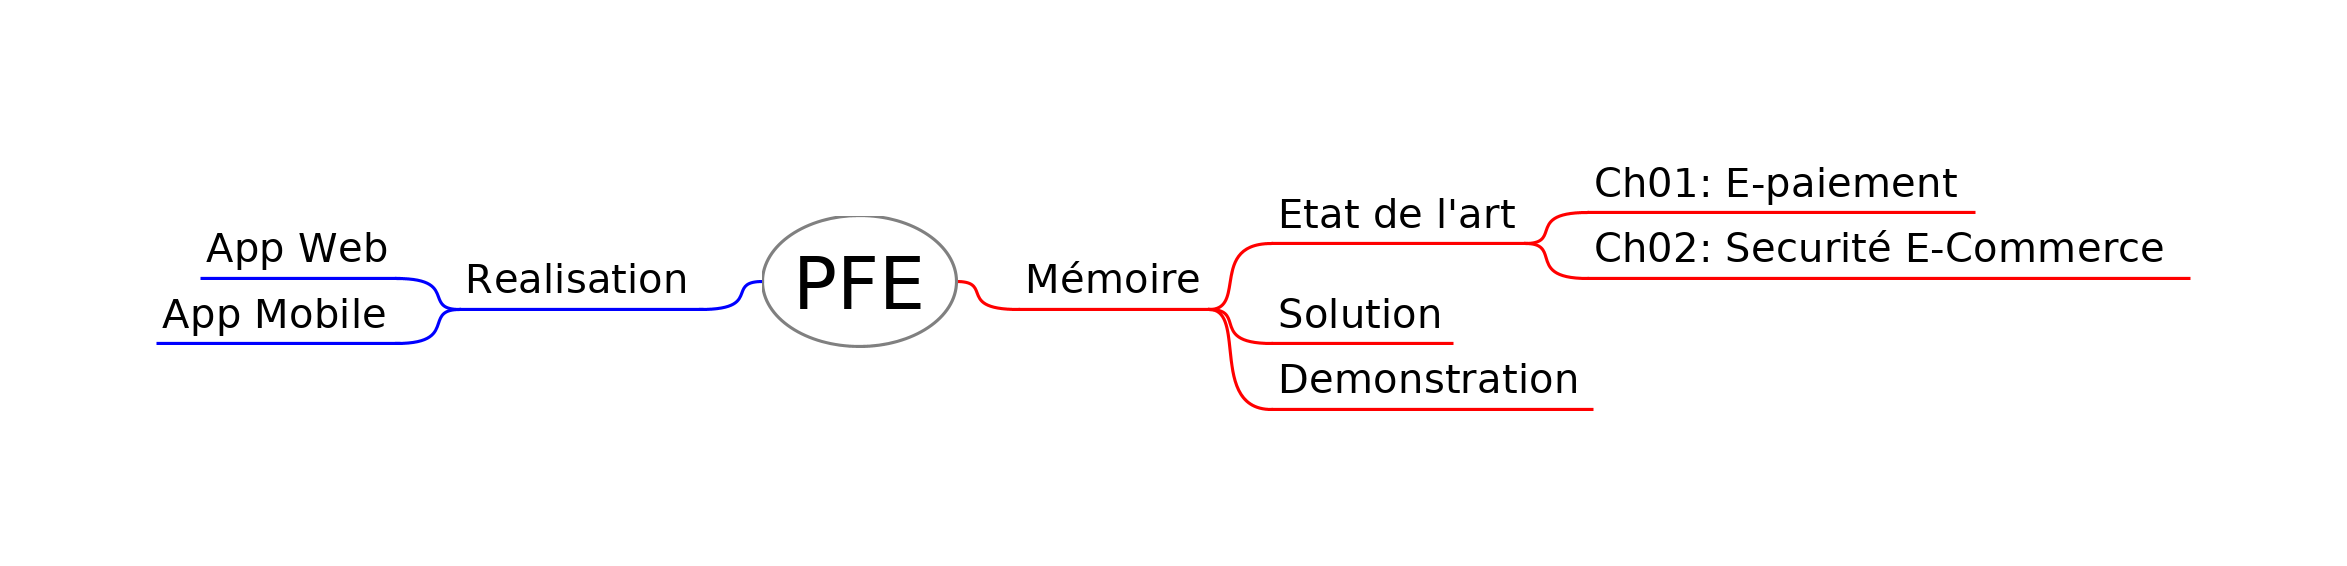 App Web
App Mobile
Realisation
PFE
Mémoire
Etat de l'art
Ch01: E-paiement
Ch02: Securité E-Commerce
Solution
Demonstration